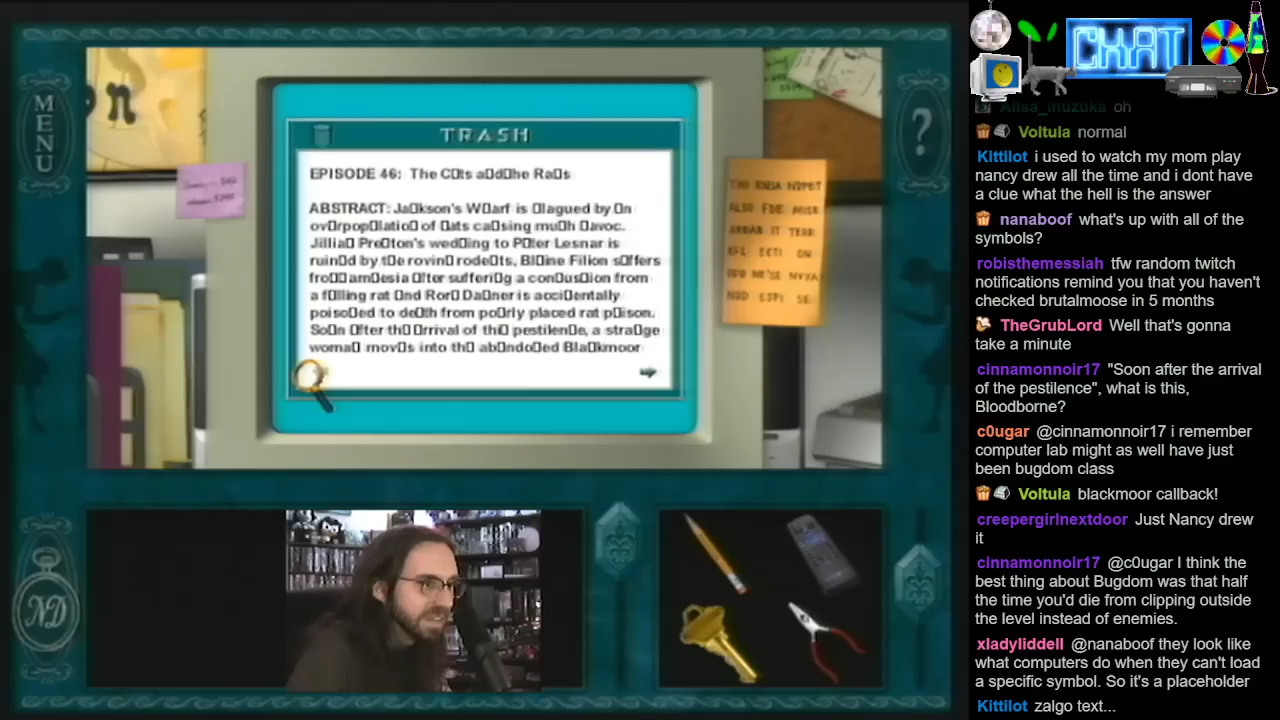 MENU
?
TRASH
EPISODE 46: The C▯ts a▯d▯he Ra▯s
ABSTRACT: Ja▯kson's W▯arf is ▯lagued by ▯n
ov▯rpop▯latio▯ of ▯ats ca▯sing mu▯h ▯avoc.
Jillia▯ Pre▯ton's wed▯ing to P▯ter Lesnar is
ruin▯d by t▯e rovin▯ rode▯ts, Bl▯ine Filion s▯ffers
fro▯ am▯esia ▯fter sufferi▯g a con▯us▯ion from
a f▯lling rat ▯nd Ror▯ Da▯ner is acci▯entally
poiso▯ed to de▯th from po▯rly placed rat p▯ison.
So▯n ▯fter th▯ ▯rrival of thi▯ pestilen▯e, a stra▯ge
woma▯ mov▯s into th▯ ab▯ndo▯ed Bla▯kmoor
ND
CHAT
Alisa_Inuzuka oh
Voltula normal
Kittilot i used to watch my mom play
nancy drew all the time and i dont have
a clue what the hell is the answer
nanaboof what's up with all of the
symbols?
robisthemessiah tfw random twitch
notifications remind you that you haven't
checked brutalmoose in 5 months
TheGrubLord Well that's gonna
take a minute
cinnamonnoir17 "Soon after the arrival
of the pestilence", what is this,
Bloodborne?
c0ugar @cinnamonnoir17 i remember
computer lab might as well have just
been bugdom class
Voltula blackmoor callback!
creepergirlnextdoor Just Nancy drew
it
cinnamonnoir17 @c0ugar I think the
best thing about Bugdom was that half
the time you'd die from clipping outside
the level instead of enemies.
xladyliddell @nanaboof they look like
what computers do when they can't load
a specific symbol. So it's a placeholder
Kittilot zalgo text...